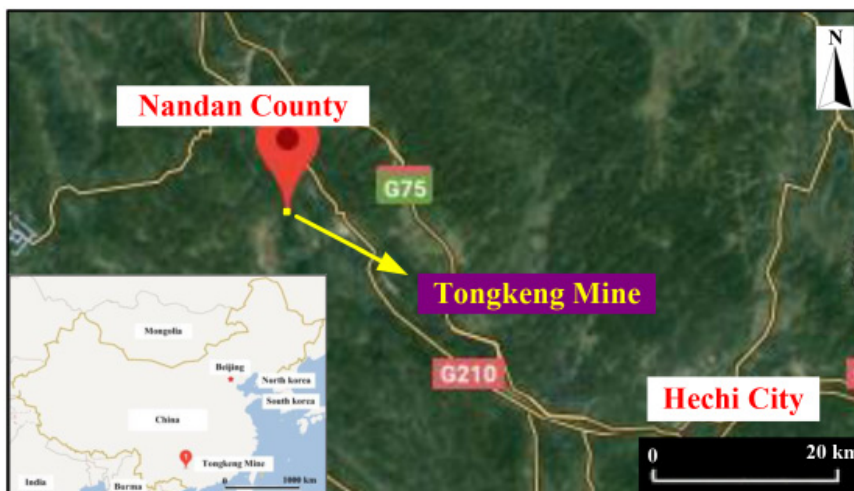 N
Nandan County
G75
Tongkeng Mine
G210
Hechi City
0 20 km
Mongolia
Beijing
North korea
South korea
China
Tongkeng Mine
India
Burma
0 1000 km